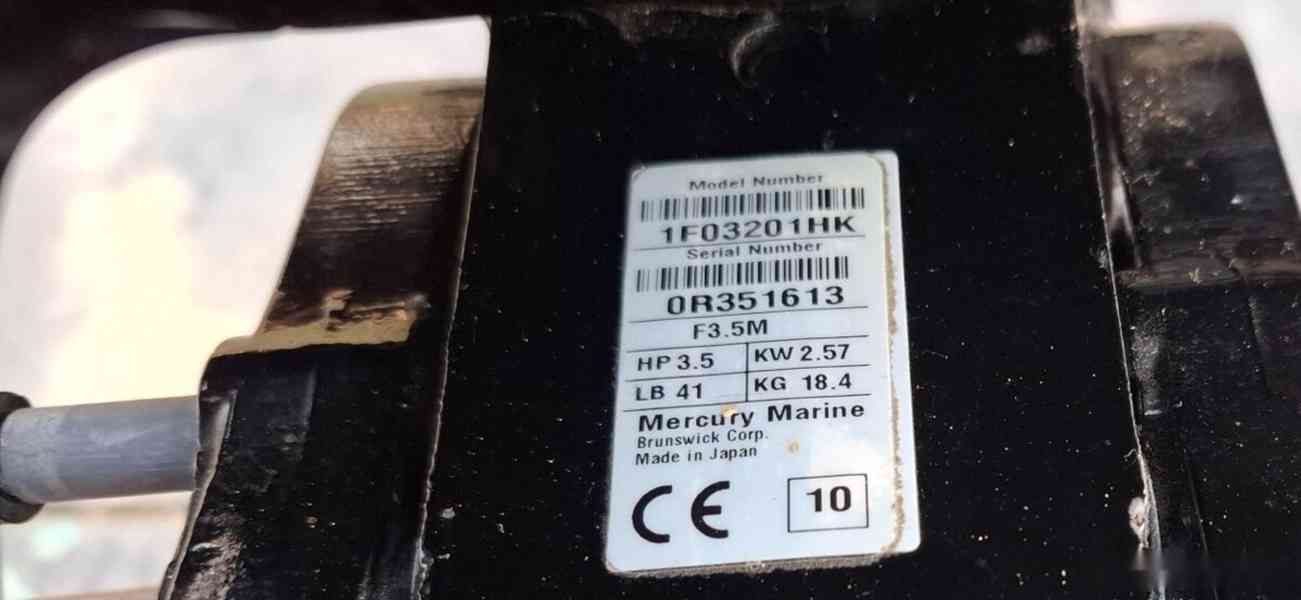 Model Number
1F03201HK
Serial Number
0R351613
F3.5M
HP 3.5 KW 2.57
LB 41 KG 18.4
Mercury Marine
Brunswick Corp.
Made in Japan
CE 10